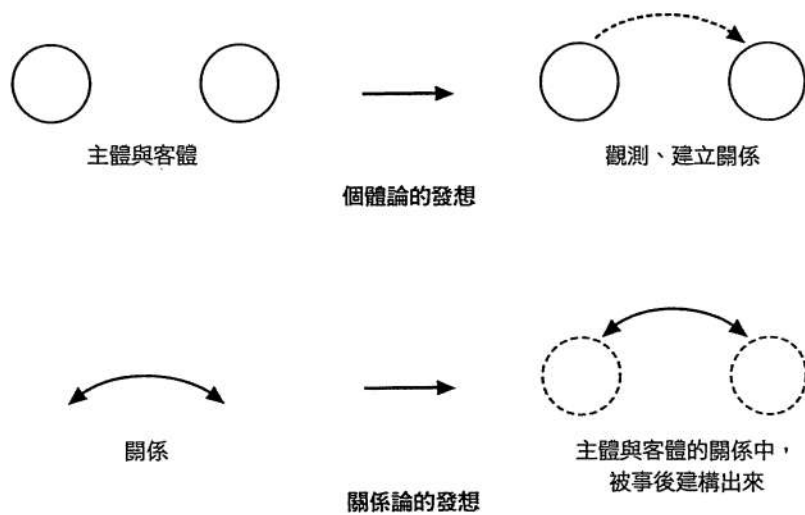 主體與客體
觀測、建立關係
個體論的發想
關係
主體與客體的關係中，
被事後建構出來
關係論的發想